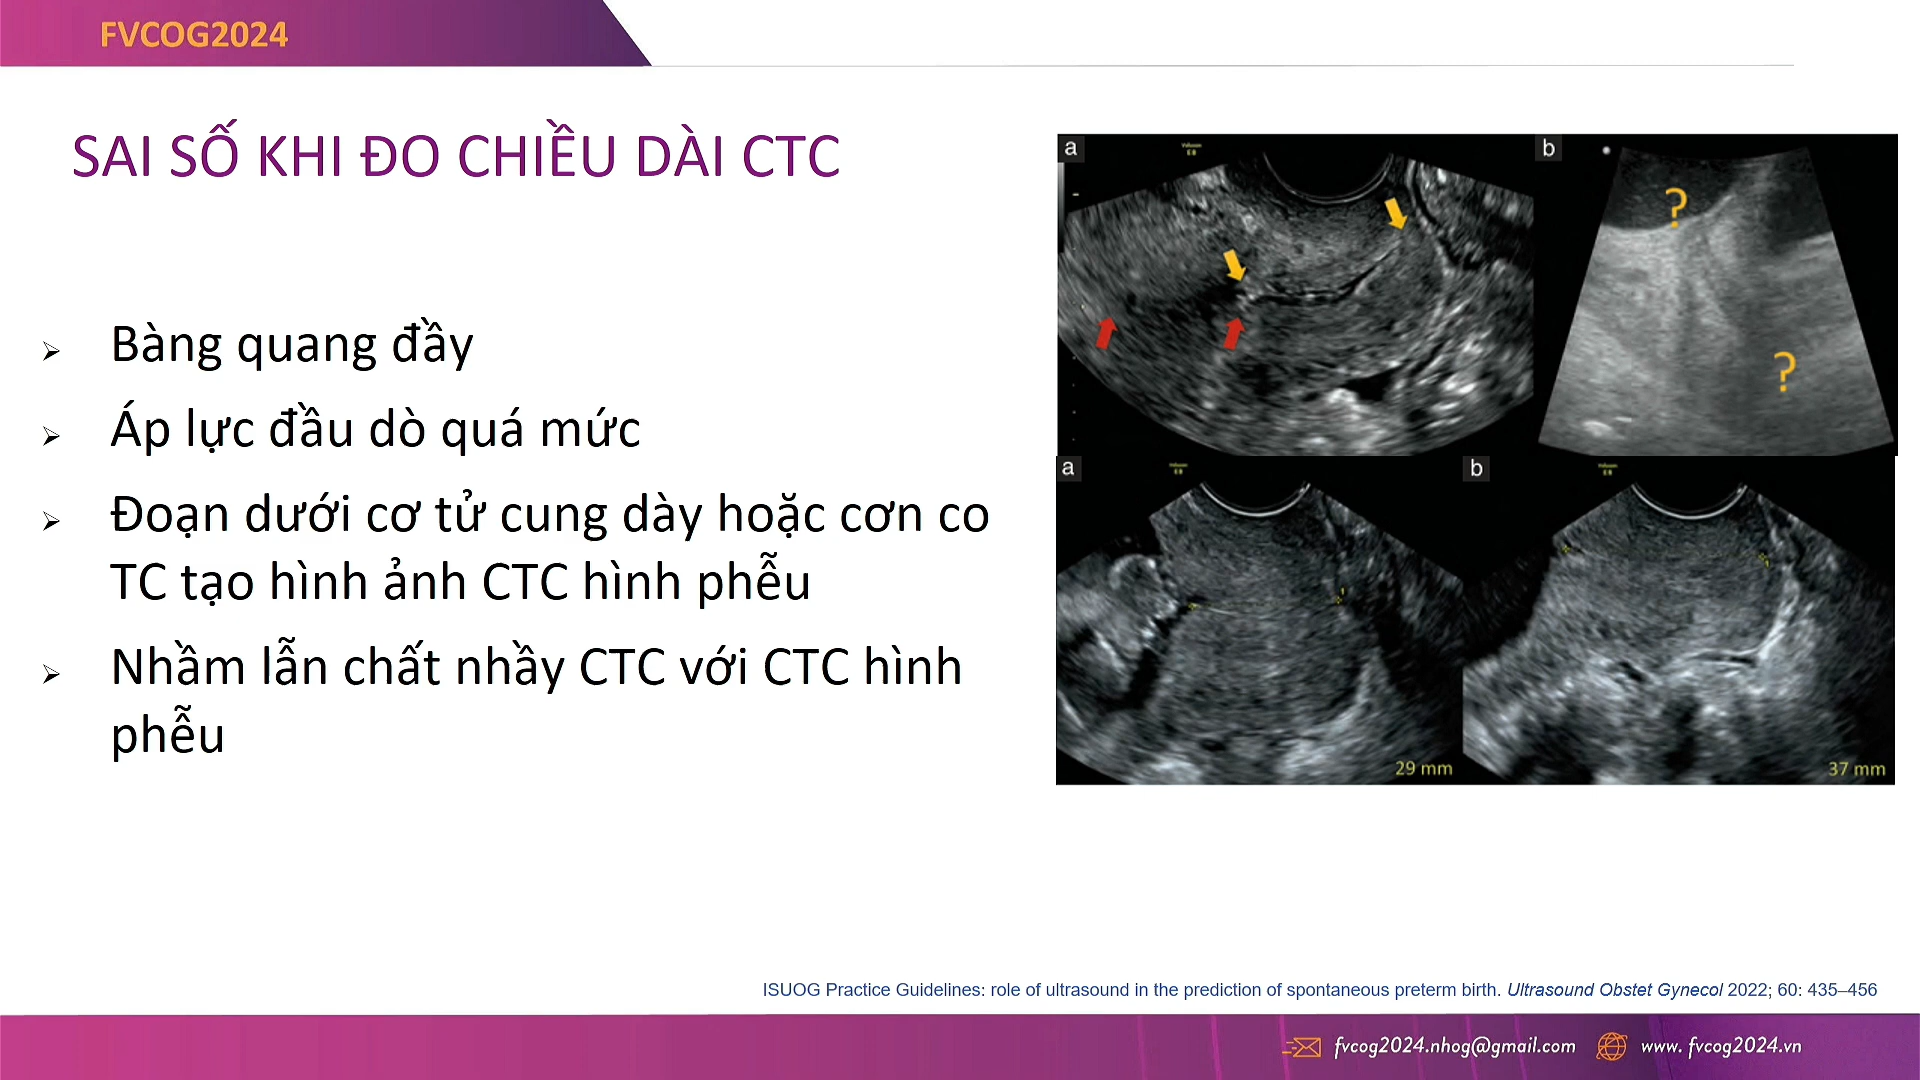 FVCOG2024
SAI SỐ KHI ĐO CHIỀU DÀI CTC
Bàng quang đầy
Áp lực đầu dò quá mức
Đoạn dưới cơ tử cung dày hoặc cơn co
TC tạo hình ảnh CTC hình phễu
Nhầm lẫn chất nhầy CTC với CTC hình
phễu
a
b
?
?
a
b
29 mm
37 mm
ISUOG Practice Guidelines: role of ultrasound in the prediction of spontaneous preterm birth. Ultrasound Obstet Gynecol 2022; 60: 435–456
fvcog2024.nhog@gmail.com
www. fvcog2024.vn